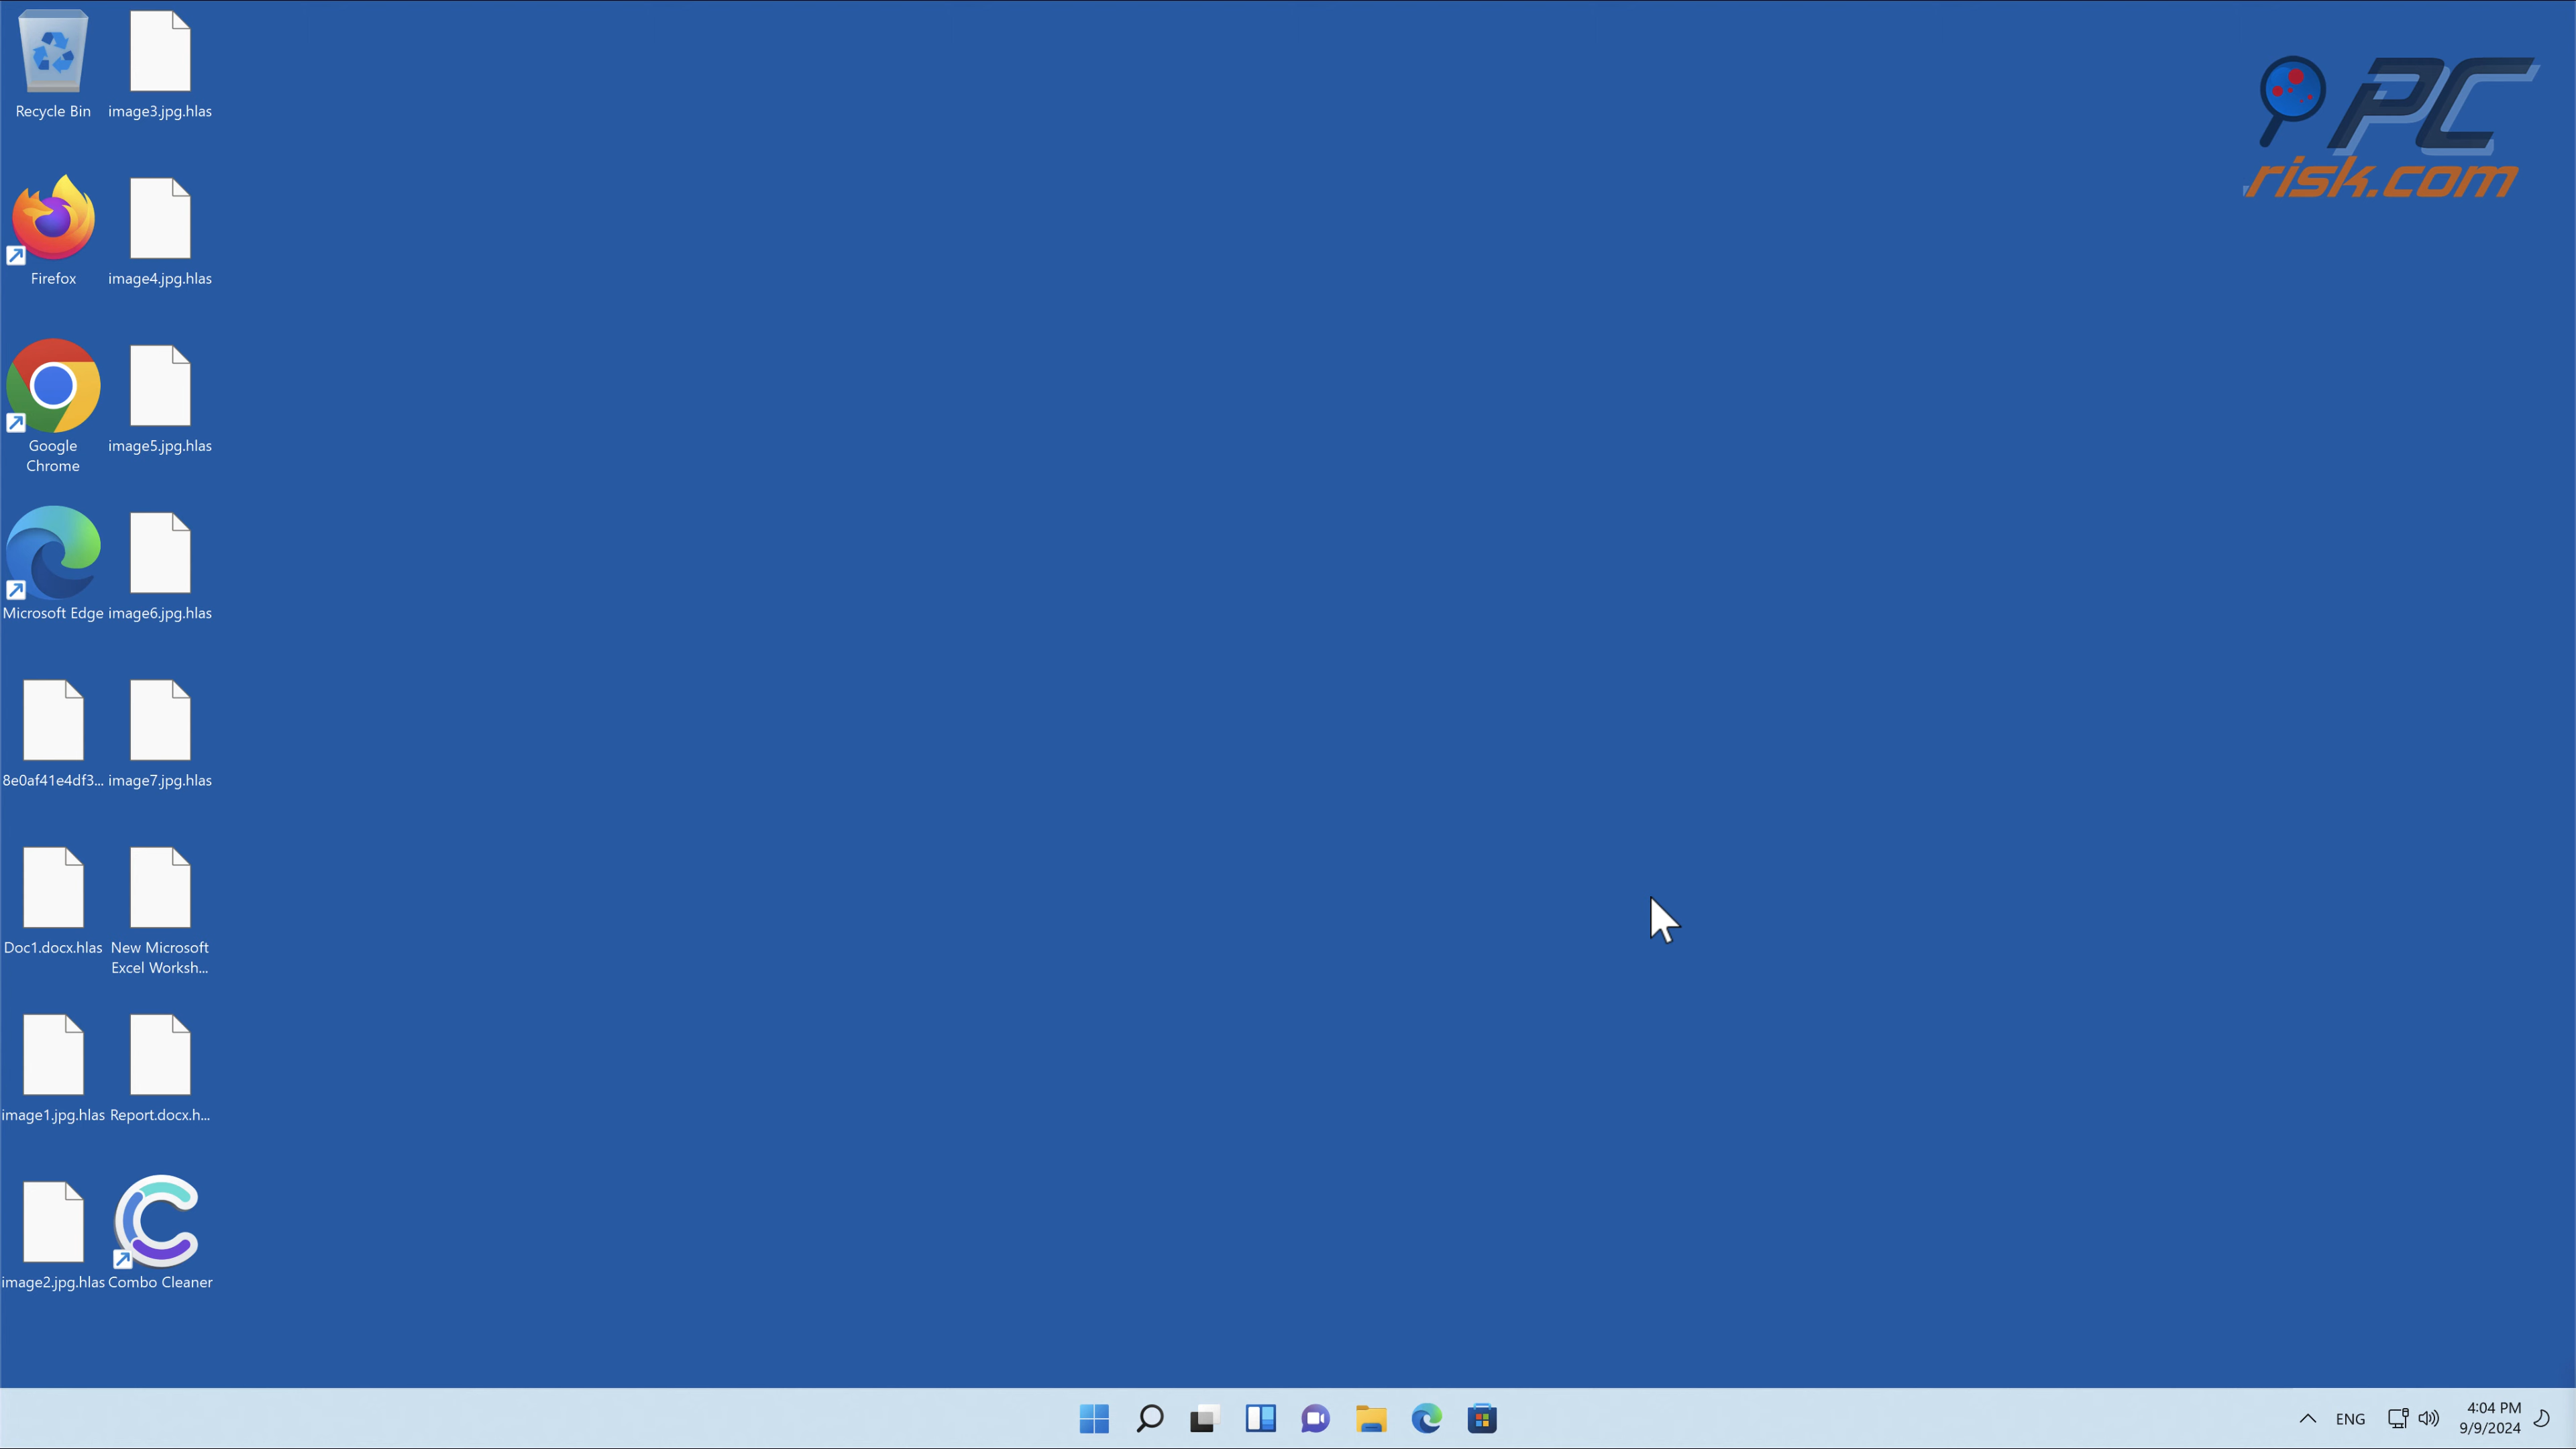 Recycle Bin
image3.jpg.hlas
Firefox
image4.jpg.hlas
Google
Chrome
image5.jpg.hlas
Microsoft Edge
image6.jpg.hlas
8e0af41e4df3...
image7.jpg.hlas
Doc1.docx.hlas
New Microsoft
Excel Worksh...
image1.jpg.hlas
Report.docx.h...
image2.jpg.hlas
Combo Cleaner
PC
risk.com
ENG
4:04 PM
9/9/2024